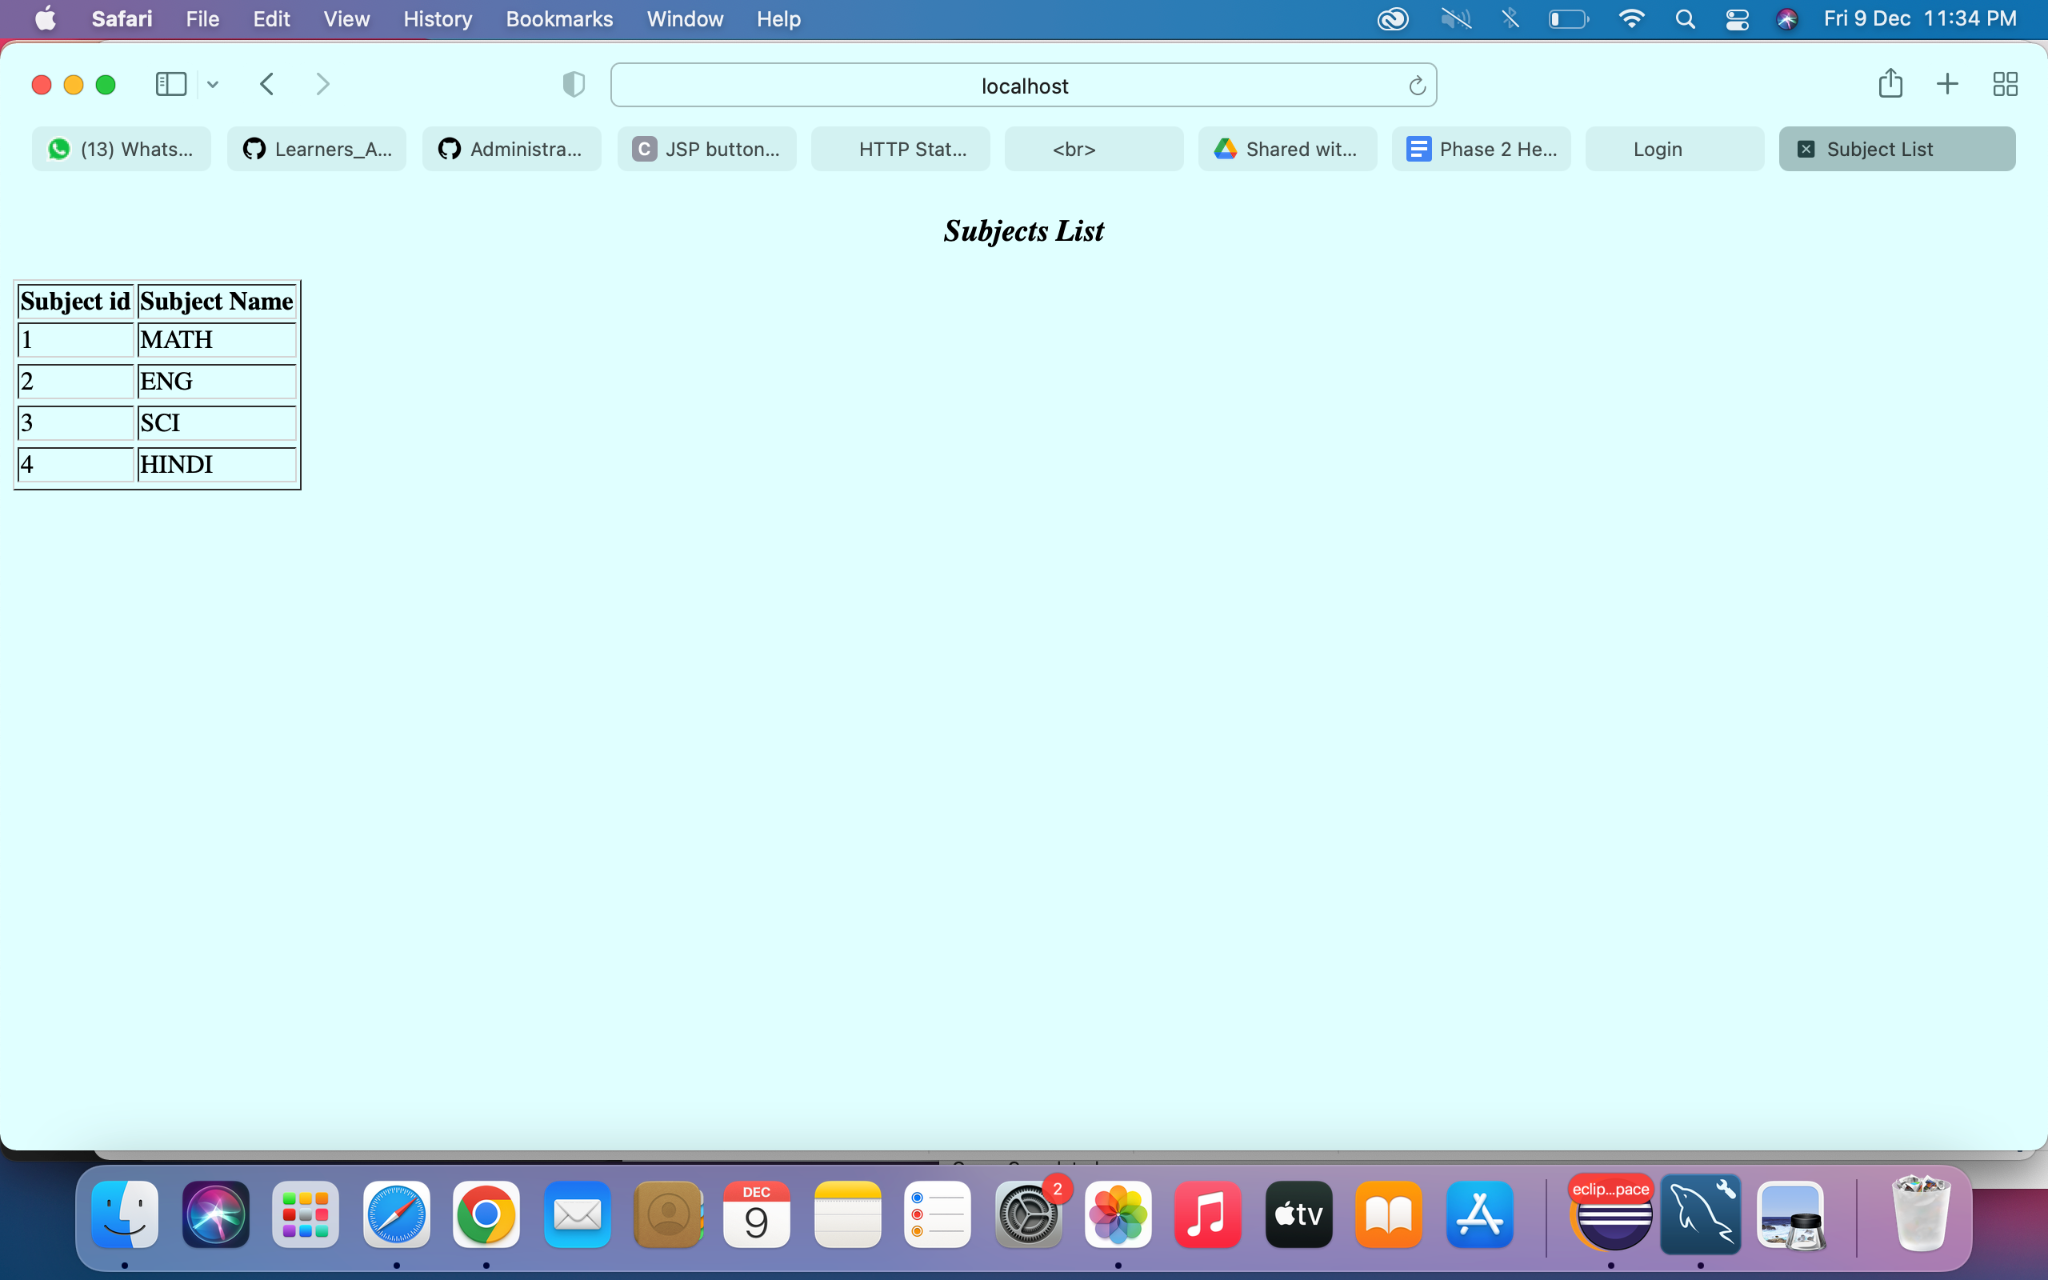 Safari File Edit View History Bookmarks Window Help Fri 9 Dec 11:34 PM
localhost
(13) Whats... Learners_A... Administra... C JSP button... HTTP Stat... <br> Shared wit... Phase 2 He... Login Subject List
Subjects List
Subject id Subject Name
1 MATH
2 ENG
3 SCI
4 HINDI
DEC
9
2
tv
eclip...pace